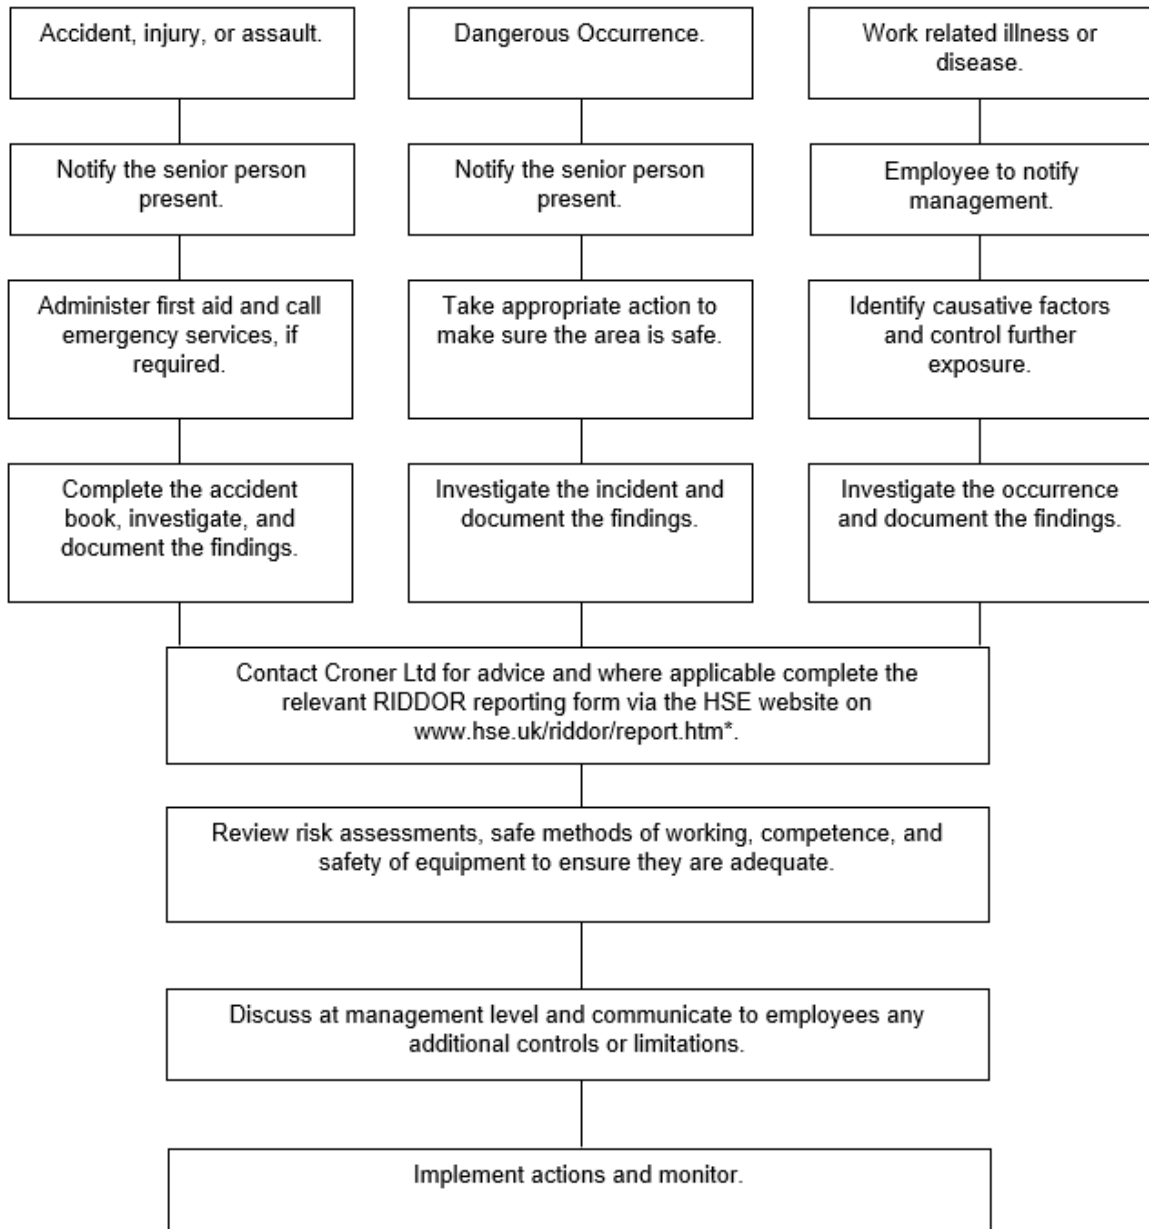 Accident, injury, or assault.
Dangerous Occurrence.
Work related illness or
disease.
Notify the senior person
present.
Notify the senior person
present.
Employee to notify
management.
Administer first aid and call
emergency services, if
required.
Take appropriate action to
make sure the area is safe.
Identify causative factors
and control further
exposure.
Complete the accident
book, investigate, and
document the findings.
Investigate the incident and
document the findings.
Investigate the occurrence
and document the findings.
Contact Croner Ltd for advice and where applicable complete the
relevant RIDDOR reporting form via the HSE website on
www.hse.uk/riddor/report.htm*.
Review risk assessments, safe methods of working, competence, and
safety of equipment to ensure they are adequate.
Discuss at management level and communicate to employees any
additional controls or limitations.
Implement actions and monitor.